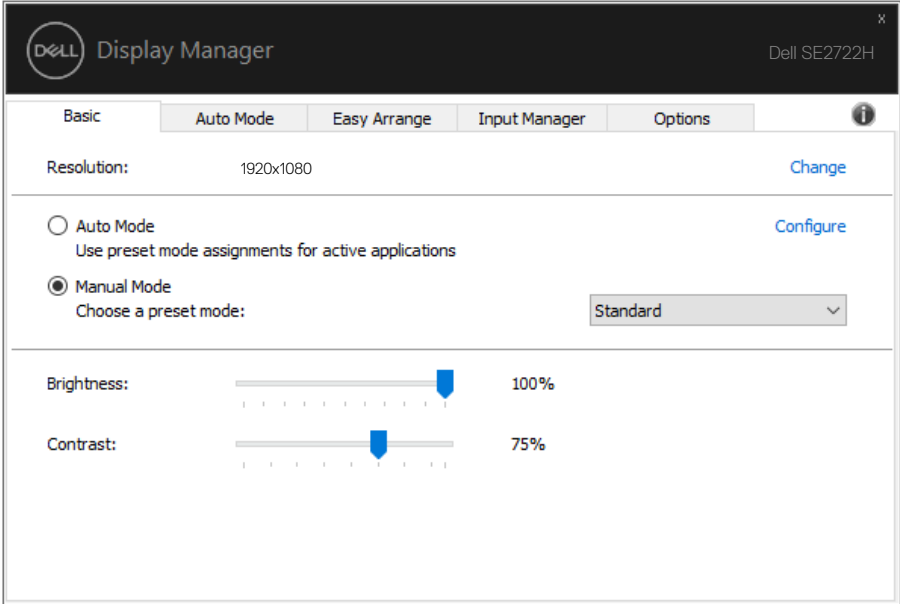 x
DELL Display Manager
Dell SE2722H
Basic Auto Mode Easy Arrange Input Manager Options i
Resolution: 1920x1080 Change
Auto Mode Configure
Use preset mode assignments for active applications
Manual Mode
Choose a preset mode: Standard
Brightness: 100%
Contrast: 75%